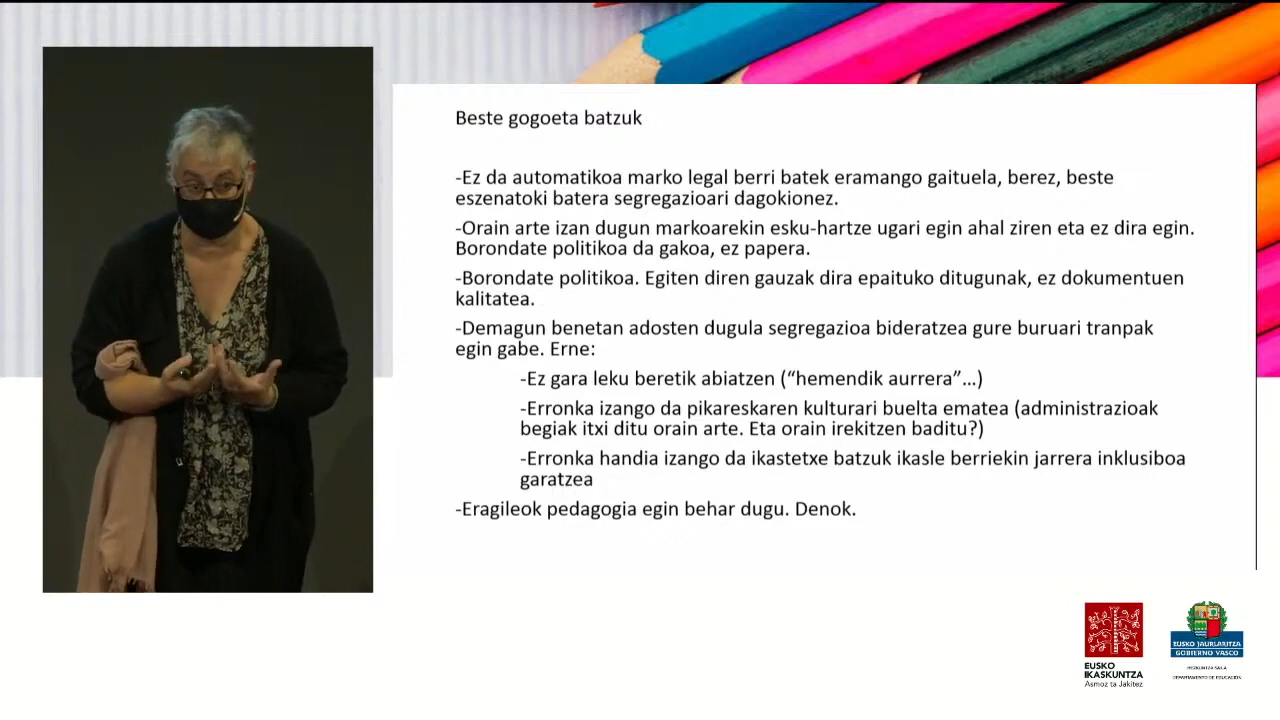 Beste gogoeta batzuk
-Ez da automatikoa marko legal berri batek eramango gaituela, berez, beste
eszenatoki batera segregazioari dagokionez.
-Orain arte izan dugun markoarekin esku-hartze ugari egin ahal ziren eta ez dira egin.
Borondate politikoa da gakoa, ez papera.
-Borondate politikoa. Egiten diren gauzak dira epaituko ditugunak, ez dokumentuen
kalitatea.
-Demagun benetan adosten dugula segregazioa bideratzea gure buruari tranpak
egin gabe. Erne:
-Ez gara leku beretik abiatzen (“hemendik aurrera”...)
-Erronka izango da pikareskaren kulturari buelta ematea (administrazioak
begiak itxi ditu orain arte. Eta orain irekitzen baditu?)
-Erronka handia izango da ikastetxe batzuk ikasle berriekin jarrera inklusiboa
garatzea
-Eragileok pedagogia egin behar dugu. Denok.
EUSKO
IKASKUNTZA
Asmoz ta Jakitez
EUSKO JAURLARITZA
GOBIERNO VASCO
HEZKUNTZA SAILA
DEPARTAMENTO DE EDUCACIÓN